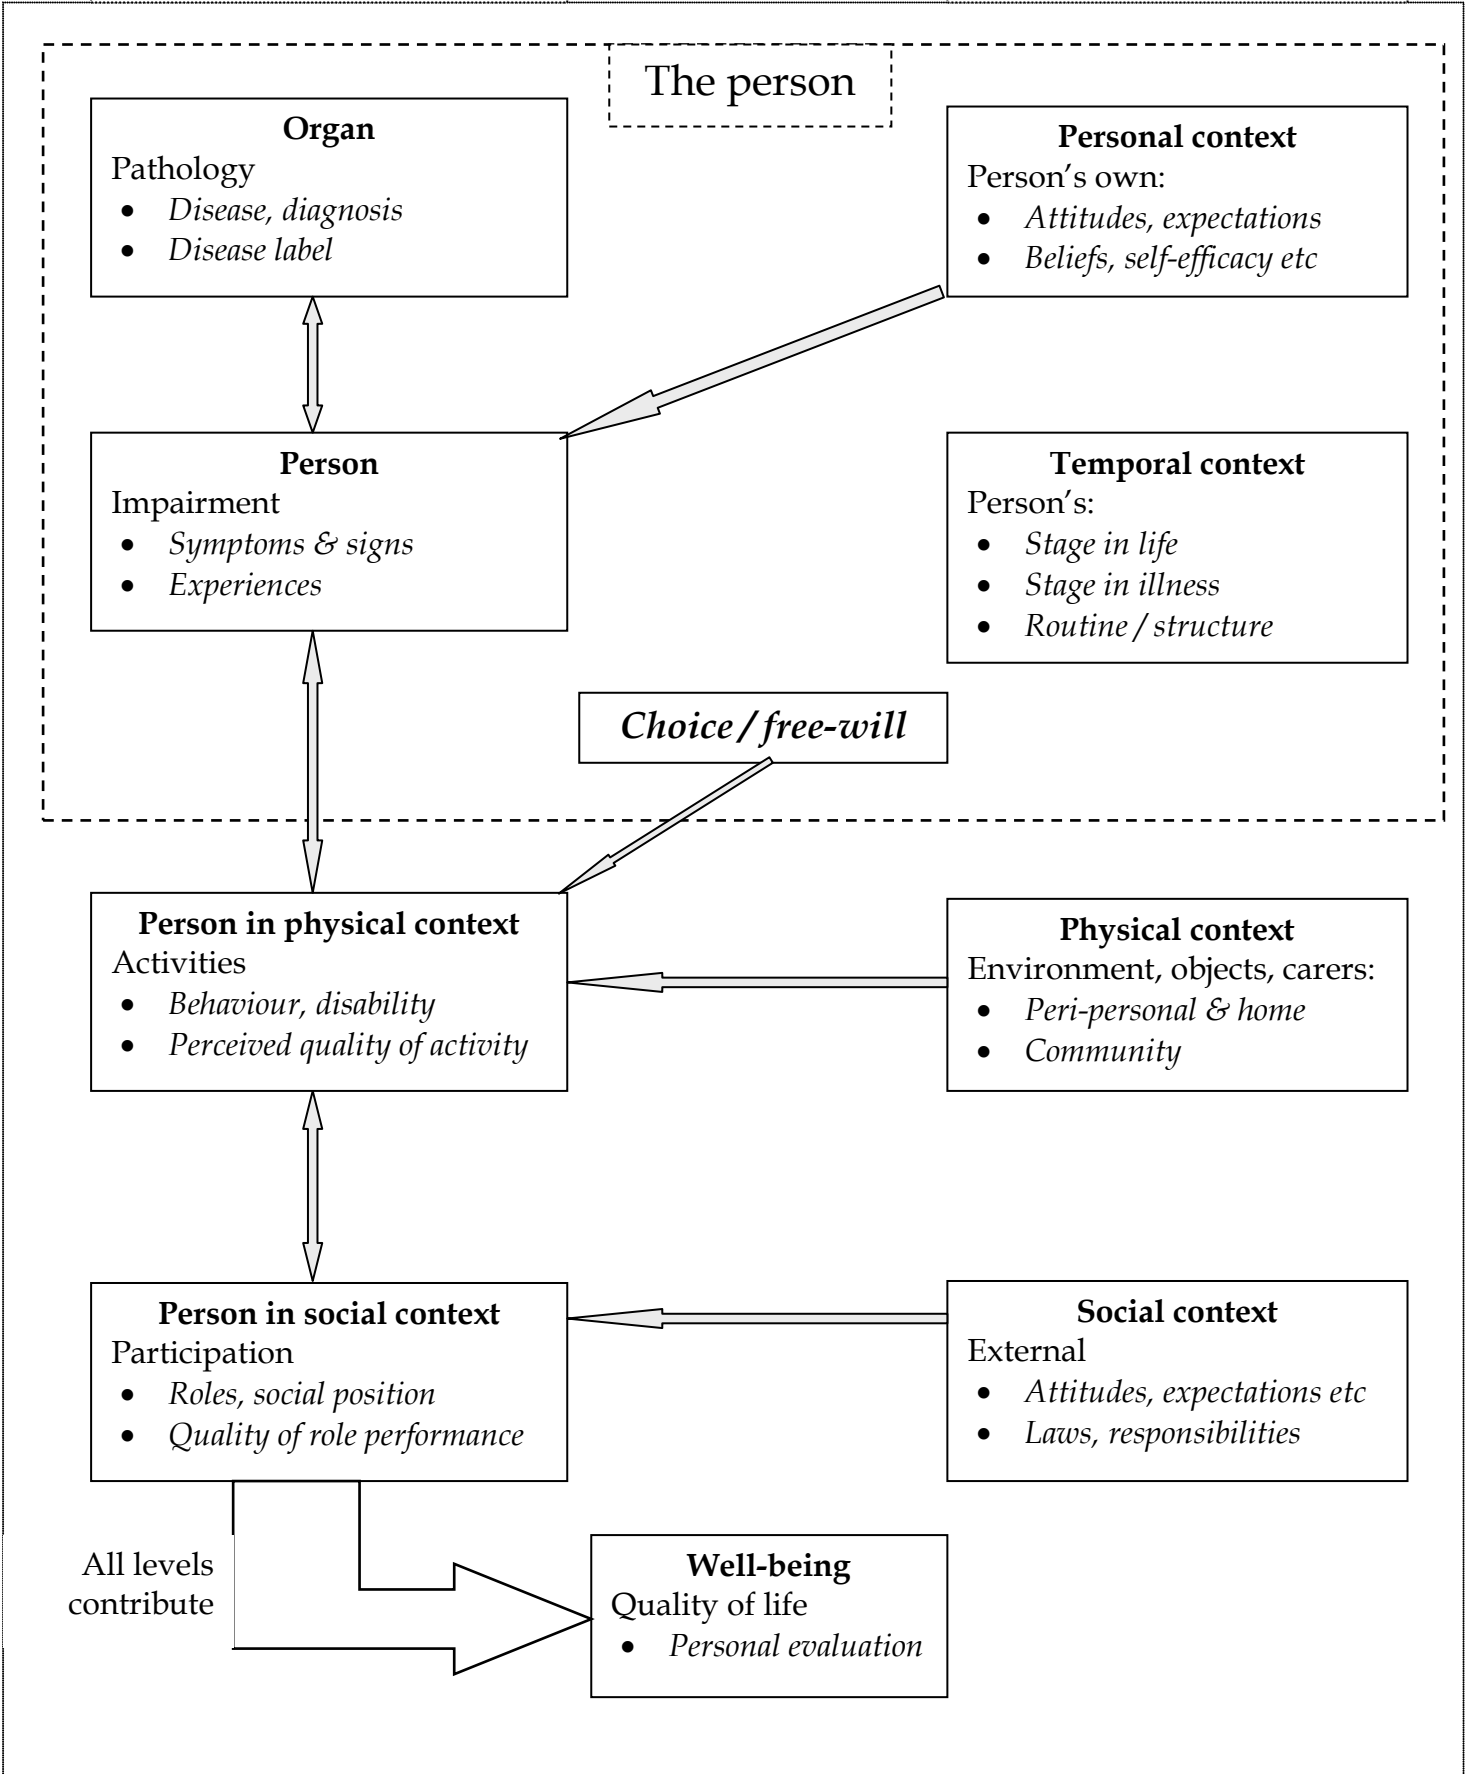 The person
Organ
Pathology
• Disease, diagnosis
• Disease label
Personal context
Person’s own:
• Attitudes, expectations
• Beliefs, self-efficacy etc
Person
Impairment
• Symptoms & signs
• Experiences
Temporal context
Person’s:
• Stage in life
• Stage in illness
• Routine / structure
Choice / free-will
Person in physical context
Activities
• Behaviour, disability
• Perceived quality of activity
Physical context
Environment, objects, carers:
• Peri-personal & home
• Community
Person in social context
Participation
• Roles, social position
• Quality of role performance
Social context
External
• Attitudes, expectations etc
• Laws, responsibilities
All levels
contribute
Well-being
Quality of life
• Personal evaluation